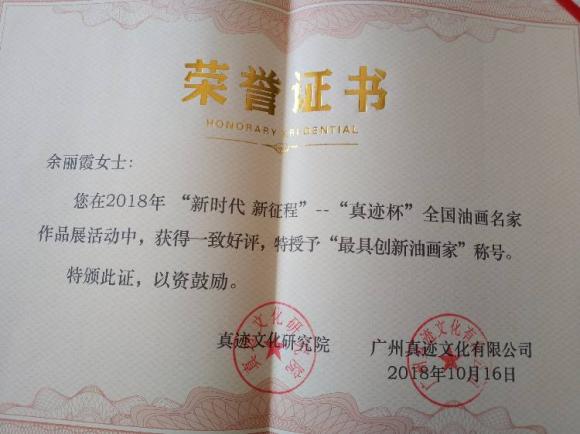 荣誉证书
HONORARY CREDENTIAL
余丽霞女士：
您在2018年 “新时代 新征程”--“真迹杯”全国油画名家
作品展活动中，获得一致好评，特授予“最具创新油画家”称号。
特颁此证，以资鼓励。
真迹文化研究院 广州真迹文化有限公司
2018年10月16日